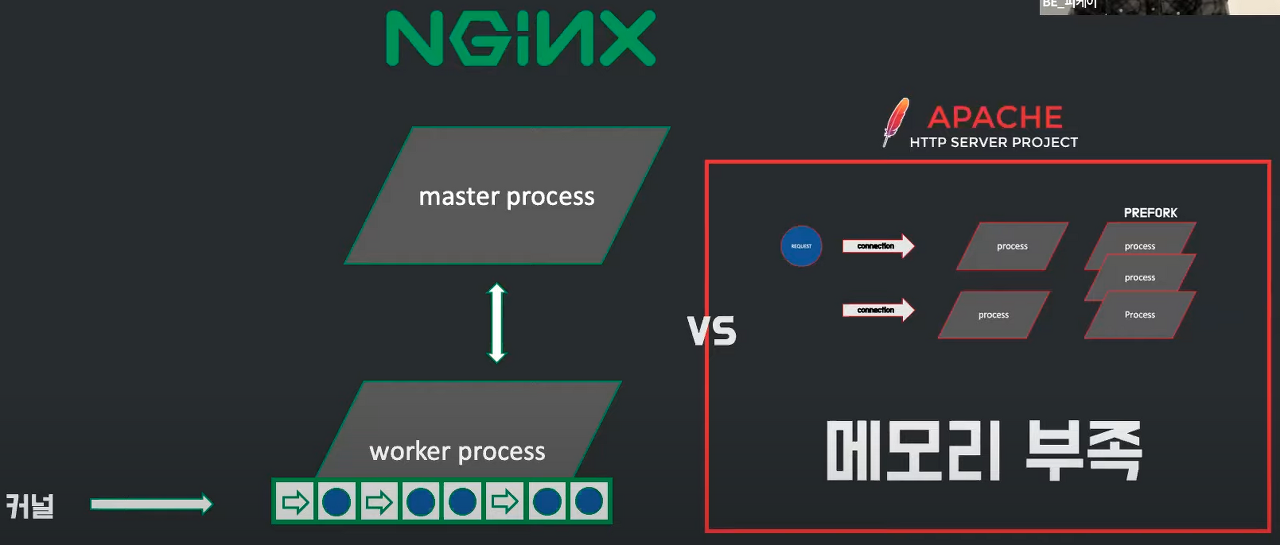 BE_피케이
NGINX
APACHE
HTTP SERVER PROJECT
master process
PREFORK
REQUEST
connection
process
process
process
connection
process
Process
VS
메모리 부족
worker process
커널